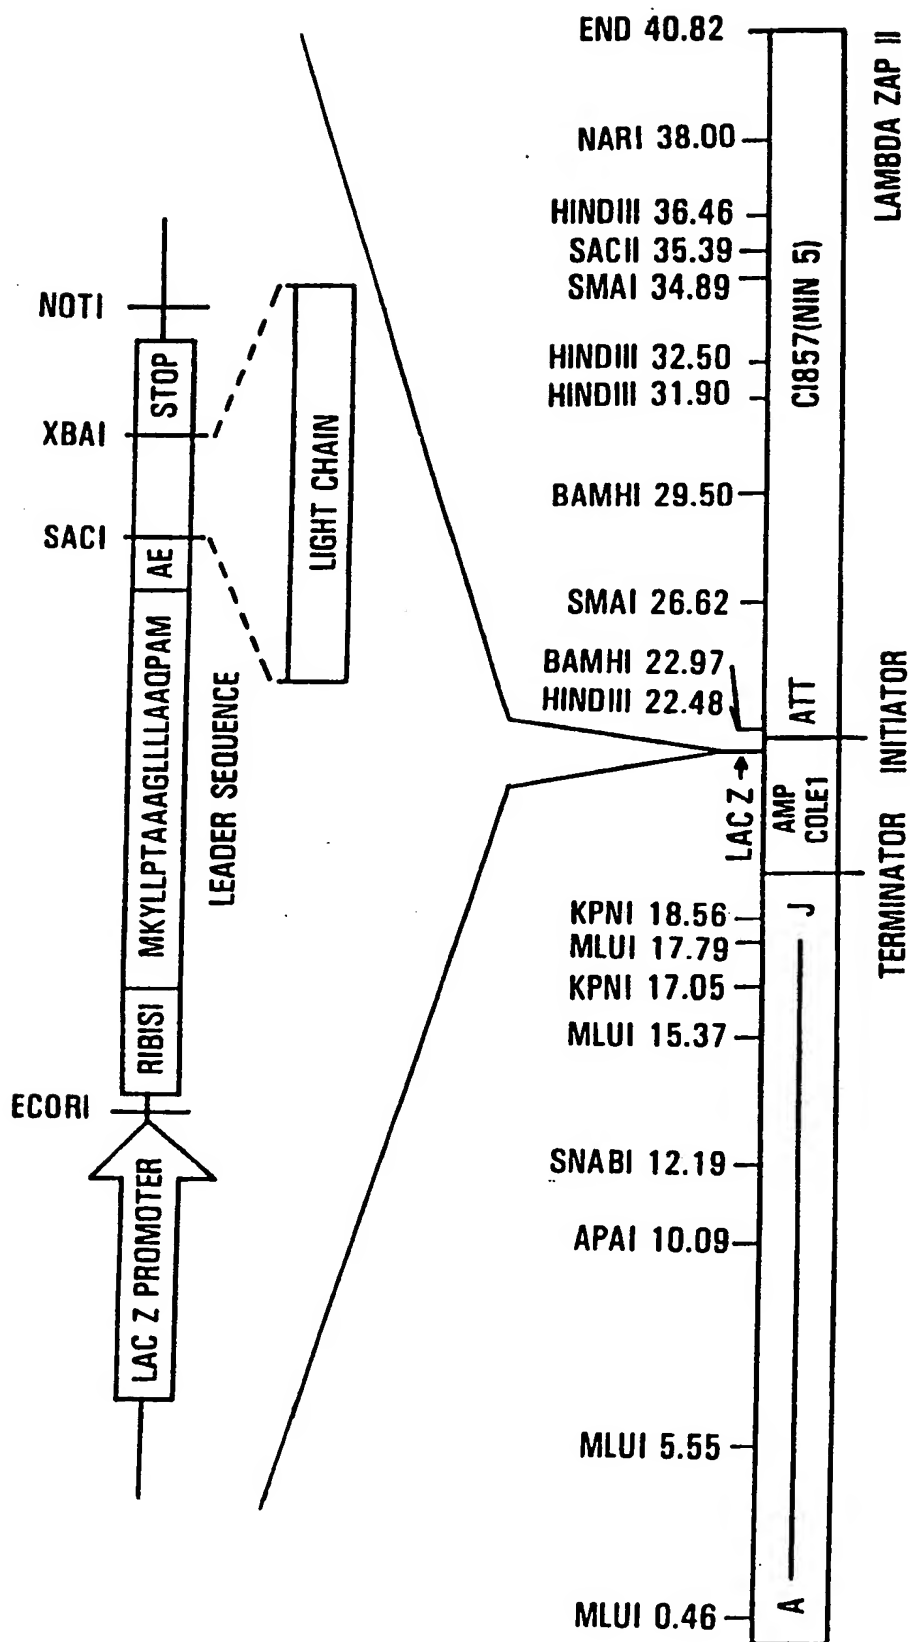 NOTI
XBAI
SACI
ECORI
STOP
AE
MKYLLPTAAAGLLLLAAQPAM
RIBISI
LAC Z PROMOTER
LEADER SEQUENCE
LIGHT CHAIN
END 40.82
NARI 38.00
HINDIII 36.46
SACII 35.39
SMAI 34.89
HINDIII 32.50
HINDIII 31.90
BAMHI 29.50
SMAI 26.62
BAMHI 22.97
HINDIII 22.48
LAC Z
KPNI 18.56
MLUI 17.79
KPNI 17.05
MLUI 15.37
SNABI 12.19
APAI 10.09
MLUI 5.55
MLUI 0.46
CI857(NIN 5)
ATT
AMP
COLE1
J
A
LAMBDA ZAP II
INITIATOR
TERMINATOR